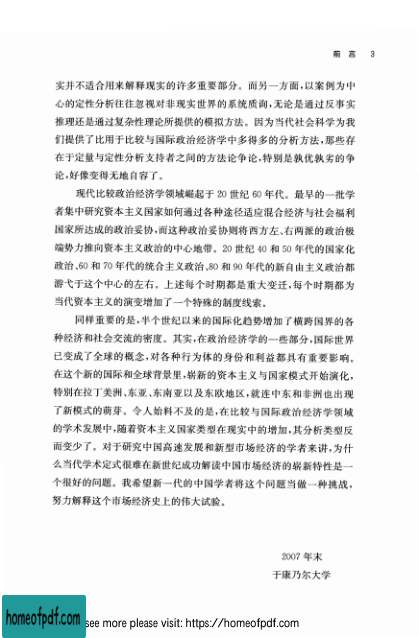 前 言 3
实并不适合用来解释现实的许多重要部分。而另一方面,以案例为中
心的定性分析往往忽视对非现实世界的系统质询,无论是通过反事实
推理还是通过复杂性理论所提供的模拟方法。因为当代社会科学为我
们提供了比用于比较与国际政治经济学中多得多的分析方法,那些存
在于定量与定性分析支持者之间的方法论争论,特别是孰优孰劣的争
论,好像变得无地自容了。
现代比较政治经济学领域崛起于 20 世纪 60 年代。最早的一批学
者集中研究资本主义国家如何通过各种途径适应混合经济与社会福利
国家所达成的政治妥协,而这种政治妥协则将西方左、右两派的政治极
端势力推向资本主义政治的中心地带。20 世纪 40 和 50 年代的国家化
政治、60 和 70 年代的统合主义政治、80 和 90 年代的新自由主义政治都
游弋于这个中心的左右。上述每个时期都是重大变迁,每个时期都为
当代资本主义的演变增加了一个特殊的制度线索。
同样重要的是,半个世纪以来的国际化趋势增加了横跨国界的各
种经济和社会交流的密度。其实,在政治经济学的一些部分,国际世界
已变成了全球的概念,对各种行为体的身份和利益都具有重要影响。
在这个新的国际和全球背景里,崭新的资本主义与国家模式开始演化,
特别在拉丁美洲、东亚、东南亚以及东欧地区,就连中东和非洲也出现
了新模式的萌芽。令人始料不及的是,在比较与国际政治经济学领域
的学术发展中,随着资本主义国家类型在现实中的增加,其分析类型反
而变少了。对于研究中国高速发展和新型市场经济的学者来讲,为什
么当代学术定式很难在新世纪成功解读中国市场经济的崭新特性是一
个很好的问题。我希望新一代的中国学者将这个问题当做一种挑战,
努力解释这个市场经济史上的伟大试验。
2007 年末
于康乃尔大学
homeofpdf.com
see more please visit: https://homeofpdf.com